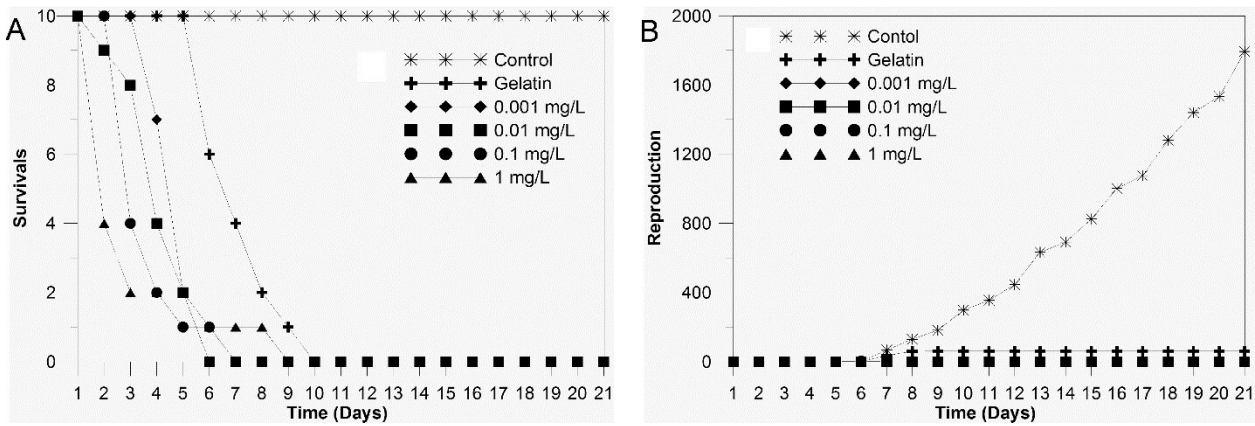 A
10
8
6
4
2
0
Survivals
Control
Gelatin
0.001 mg/L
0.01 mg/L
0.1 mg/L
1 mg/L
1 2 3 4 5 6 7 8 9 10 11 12 13 14 15 16 17 18 19 20 21
Time (Days)
B
2000
1600
1200
800
400
0
Reproduction
Contol
Gelatin
0.001 mg/L
0.01 mg/L
0.1 mg/L
1 mg/L
1 2 3 4 5 6 7 8 9 10 11 12 13 14 15 16 17 18 19 20 21
Time (Days)